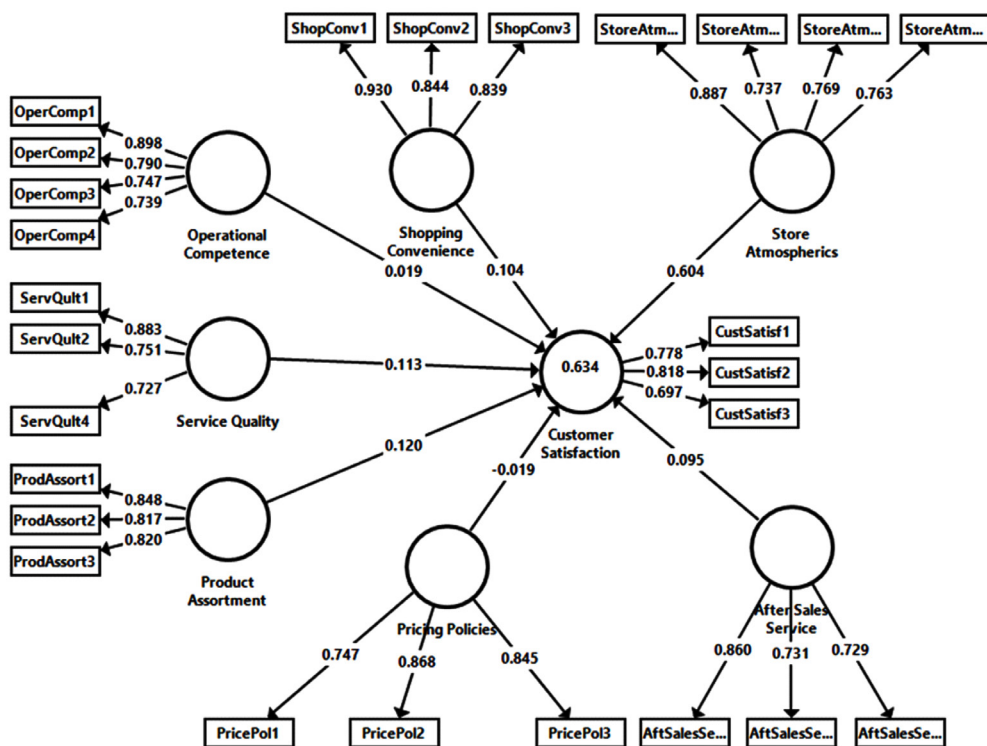 ShopConv1
ShopConv2
ShopConv3
StoreAtm...
StoreAtm...
StoreAtm...
StoreAtm...
0.930
0.844
0.839
0.887
0.737
0.769
0.763
OperComp1
OperComp2
OperComp3
OperComp4
0.898
0.790
0.747
0.739
Operational
Competence
Shopping
Convenience
Store
Atmospherics
0.019
0.104
0.604
ServQult1
ServQult2
ServQult4
0.883
0.751
0.727
Service Quality
0.113
0.634
Customer
Satisfaction
0.778
0.818
0.697
CustSatisf1
CustSatisf2
CustSatisf3
0.120
-0.019
0.095
ProdAssort1
ProdAssort2
ProdAssort3
0.848
0.817
0.820
Product
Assortment
Pricing Policies
After Sales
Service
0.747
0.868
0.845
0.860
0.731
0.729
PricePol1
PricePol2
PricePol3
AftSalesSe...
AftSalesSe...
AftSalesSe...